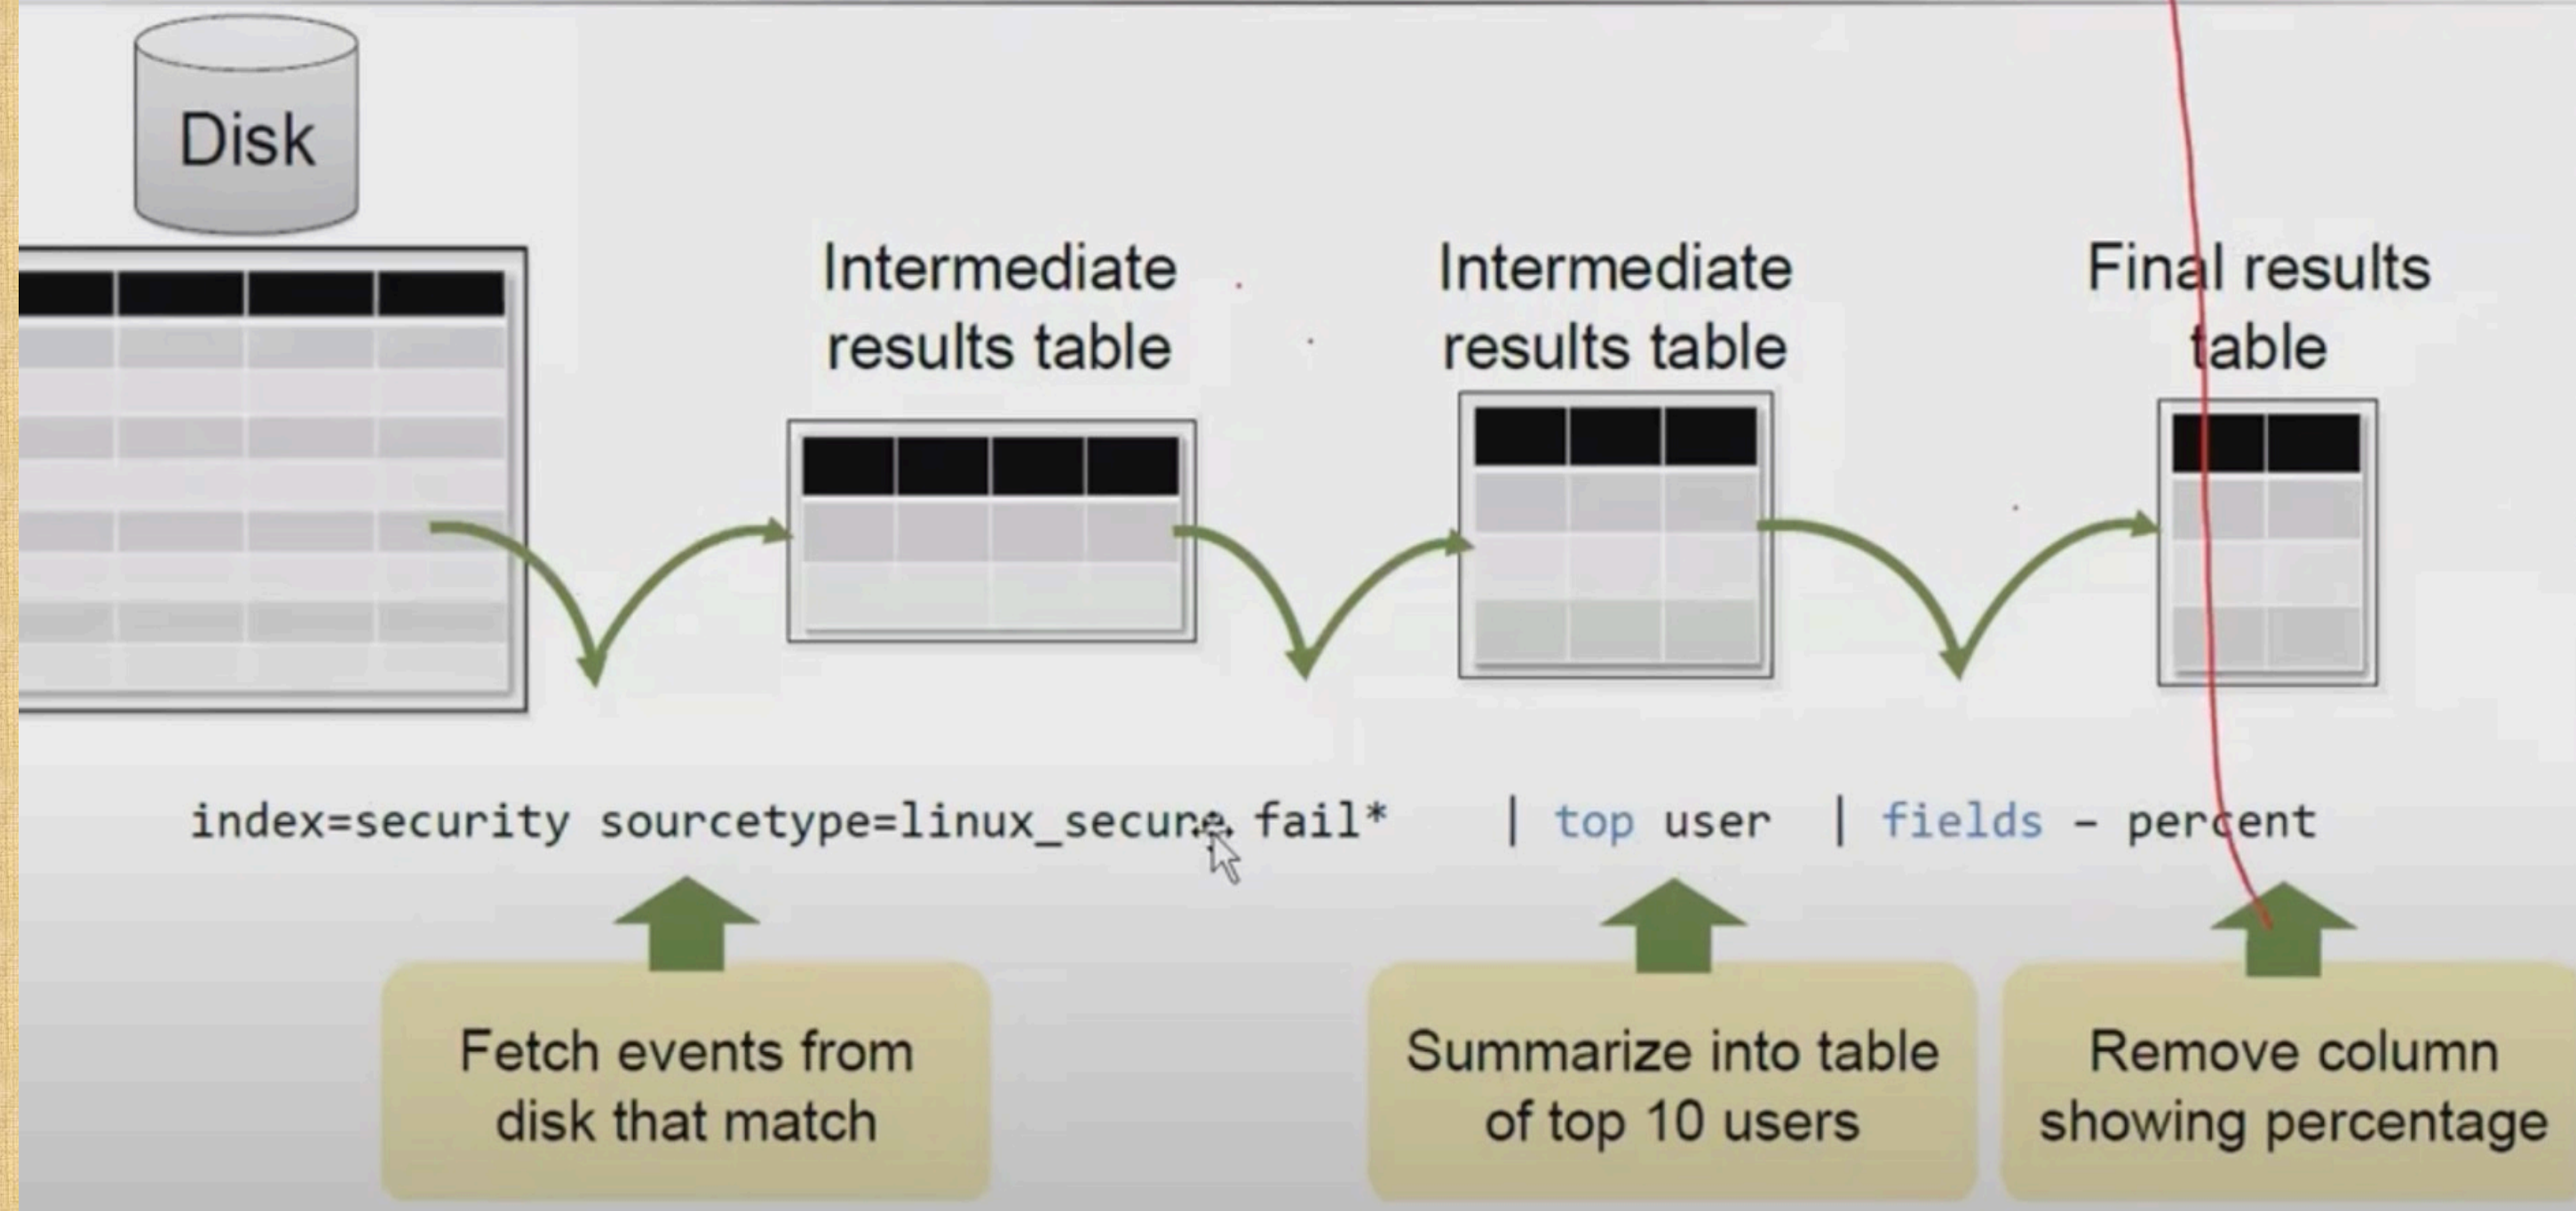 Disk
Intermediate
results table
Intermediate
results table
Final results
table
index=security sourcetype=linux_secure fail* | top user | fields – percent
Fetch events from
disk that match
Summarize into table
of top 10 users
Remove column
showing percentage